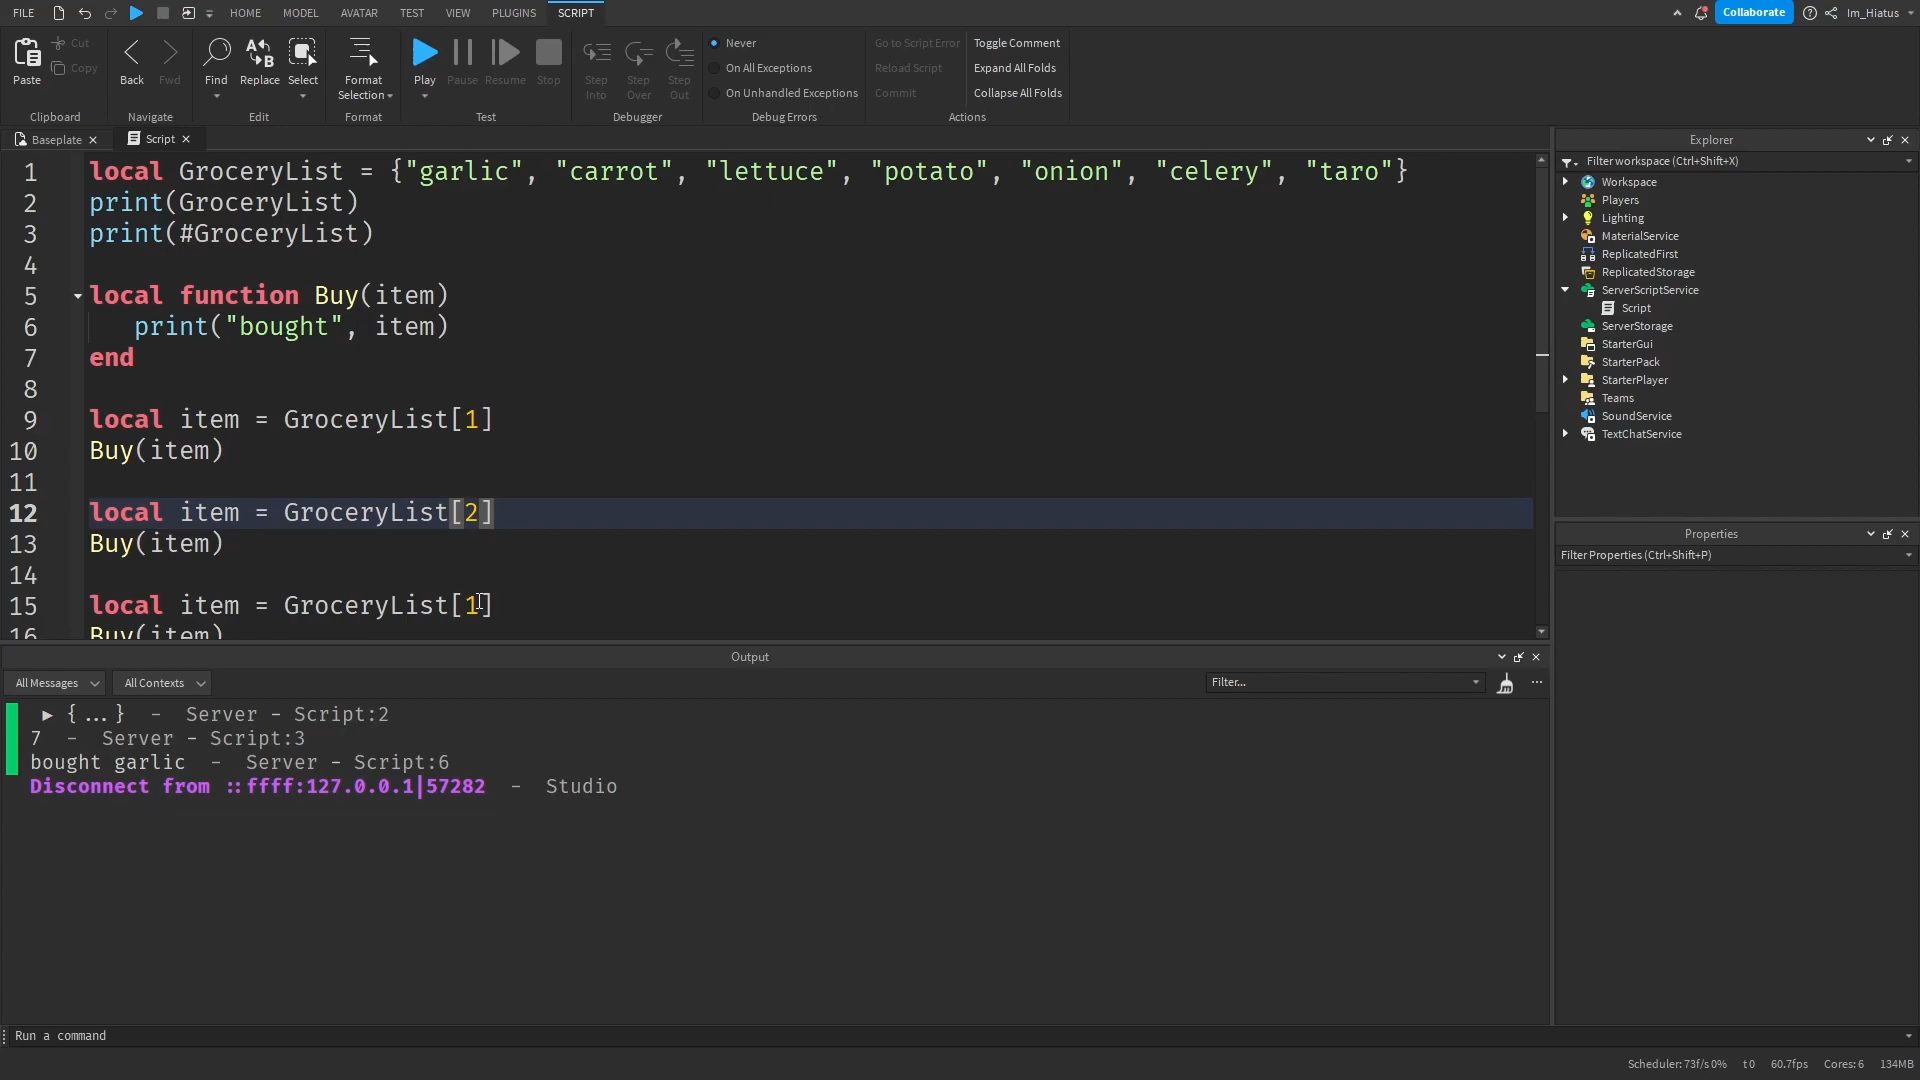 FILE HOME MODEL AVATAR TEST VIEW PLUGINS SCRIPT Collaborate Im_Hiatus
Paste Cut Copy Clipboard
Back Fwd Navigate
Find Replace Select Edit
Format Selection Format
Play Pause Resume Stop Test
Step Into Step Over Step Out Debugger
Never
On All Exceptions
On Unhandled Exceptions
Debug Errors
Go to Script Error Toggle Comment
Reload Script Expand All Folds
Commit Collapse All Folds
Actions
Baseplate Script
1 local GroceryList = {"garlic", "carrot", "lettuce", "potato", "onion", "celery", "taro"}
2 print(GroceryList)
3 print(#GroceryList)
4
5 local function Buy(item)
6 print("bought", item)
7 end
8
9 local item = GroceryList[1]
10 Buy(item)
11
12 local item = GroceryList[2]
13 Buy(item)
14
15 local item = GroceryList[1]
16 Buy(item)
Output
All Messages All Contexts Filter... ...
▶ {...} - Server - Script:2
7 - Server - Script:3
bought garlic - Server - Script:6
Disconnect from ::ffff:127.0.0.1|57282 - Studio
Run a command
Explorer
Filter workspace (Ctrl+Shift+X)
Workspace
Players
Lighting
MaterialService
ReplicatedFirst
ReplicatedStorage
ServerScriptService
Script
ServerStorage
StarterGui
StarterPack
StarterPlayer
Teams
SoundService
TextChatService
Properties
Filter Properties (Ctrl+Shift+P)
Scheduler: 73f/s 0% t 0 60.7fps Cores: 6 134MB